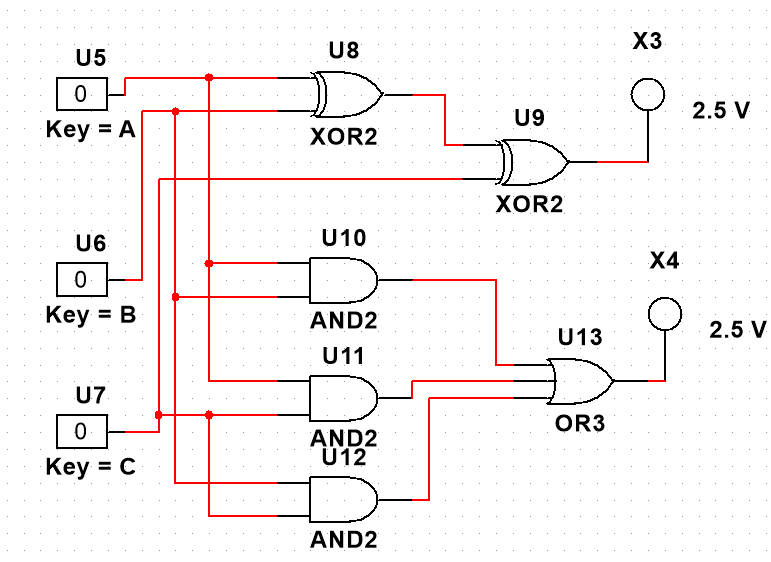 X3
U8
U5
0
2.5 V
U9
Key = A
XOR2
XOR2
U10
U6
X4
0
Key = B
AND2
2.5 V
U13
U11
U7
0
OR3
AND2
U12
Key = C
AND2